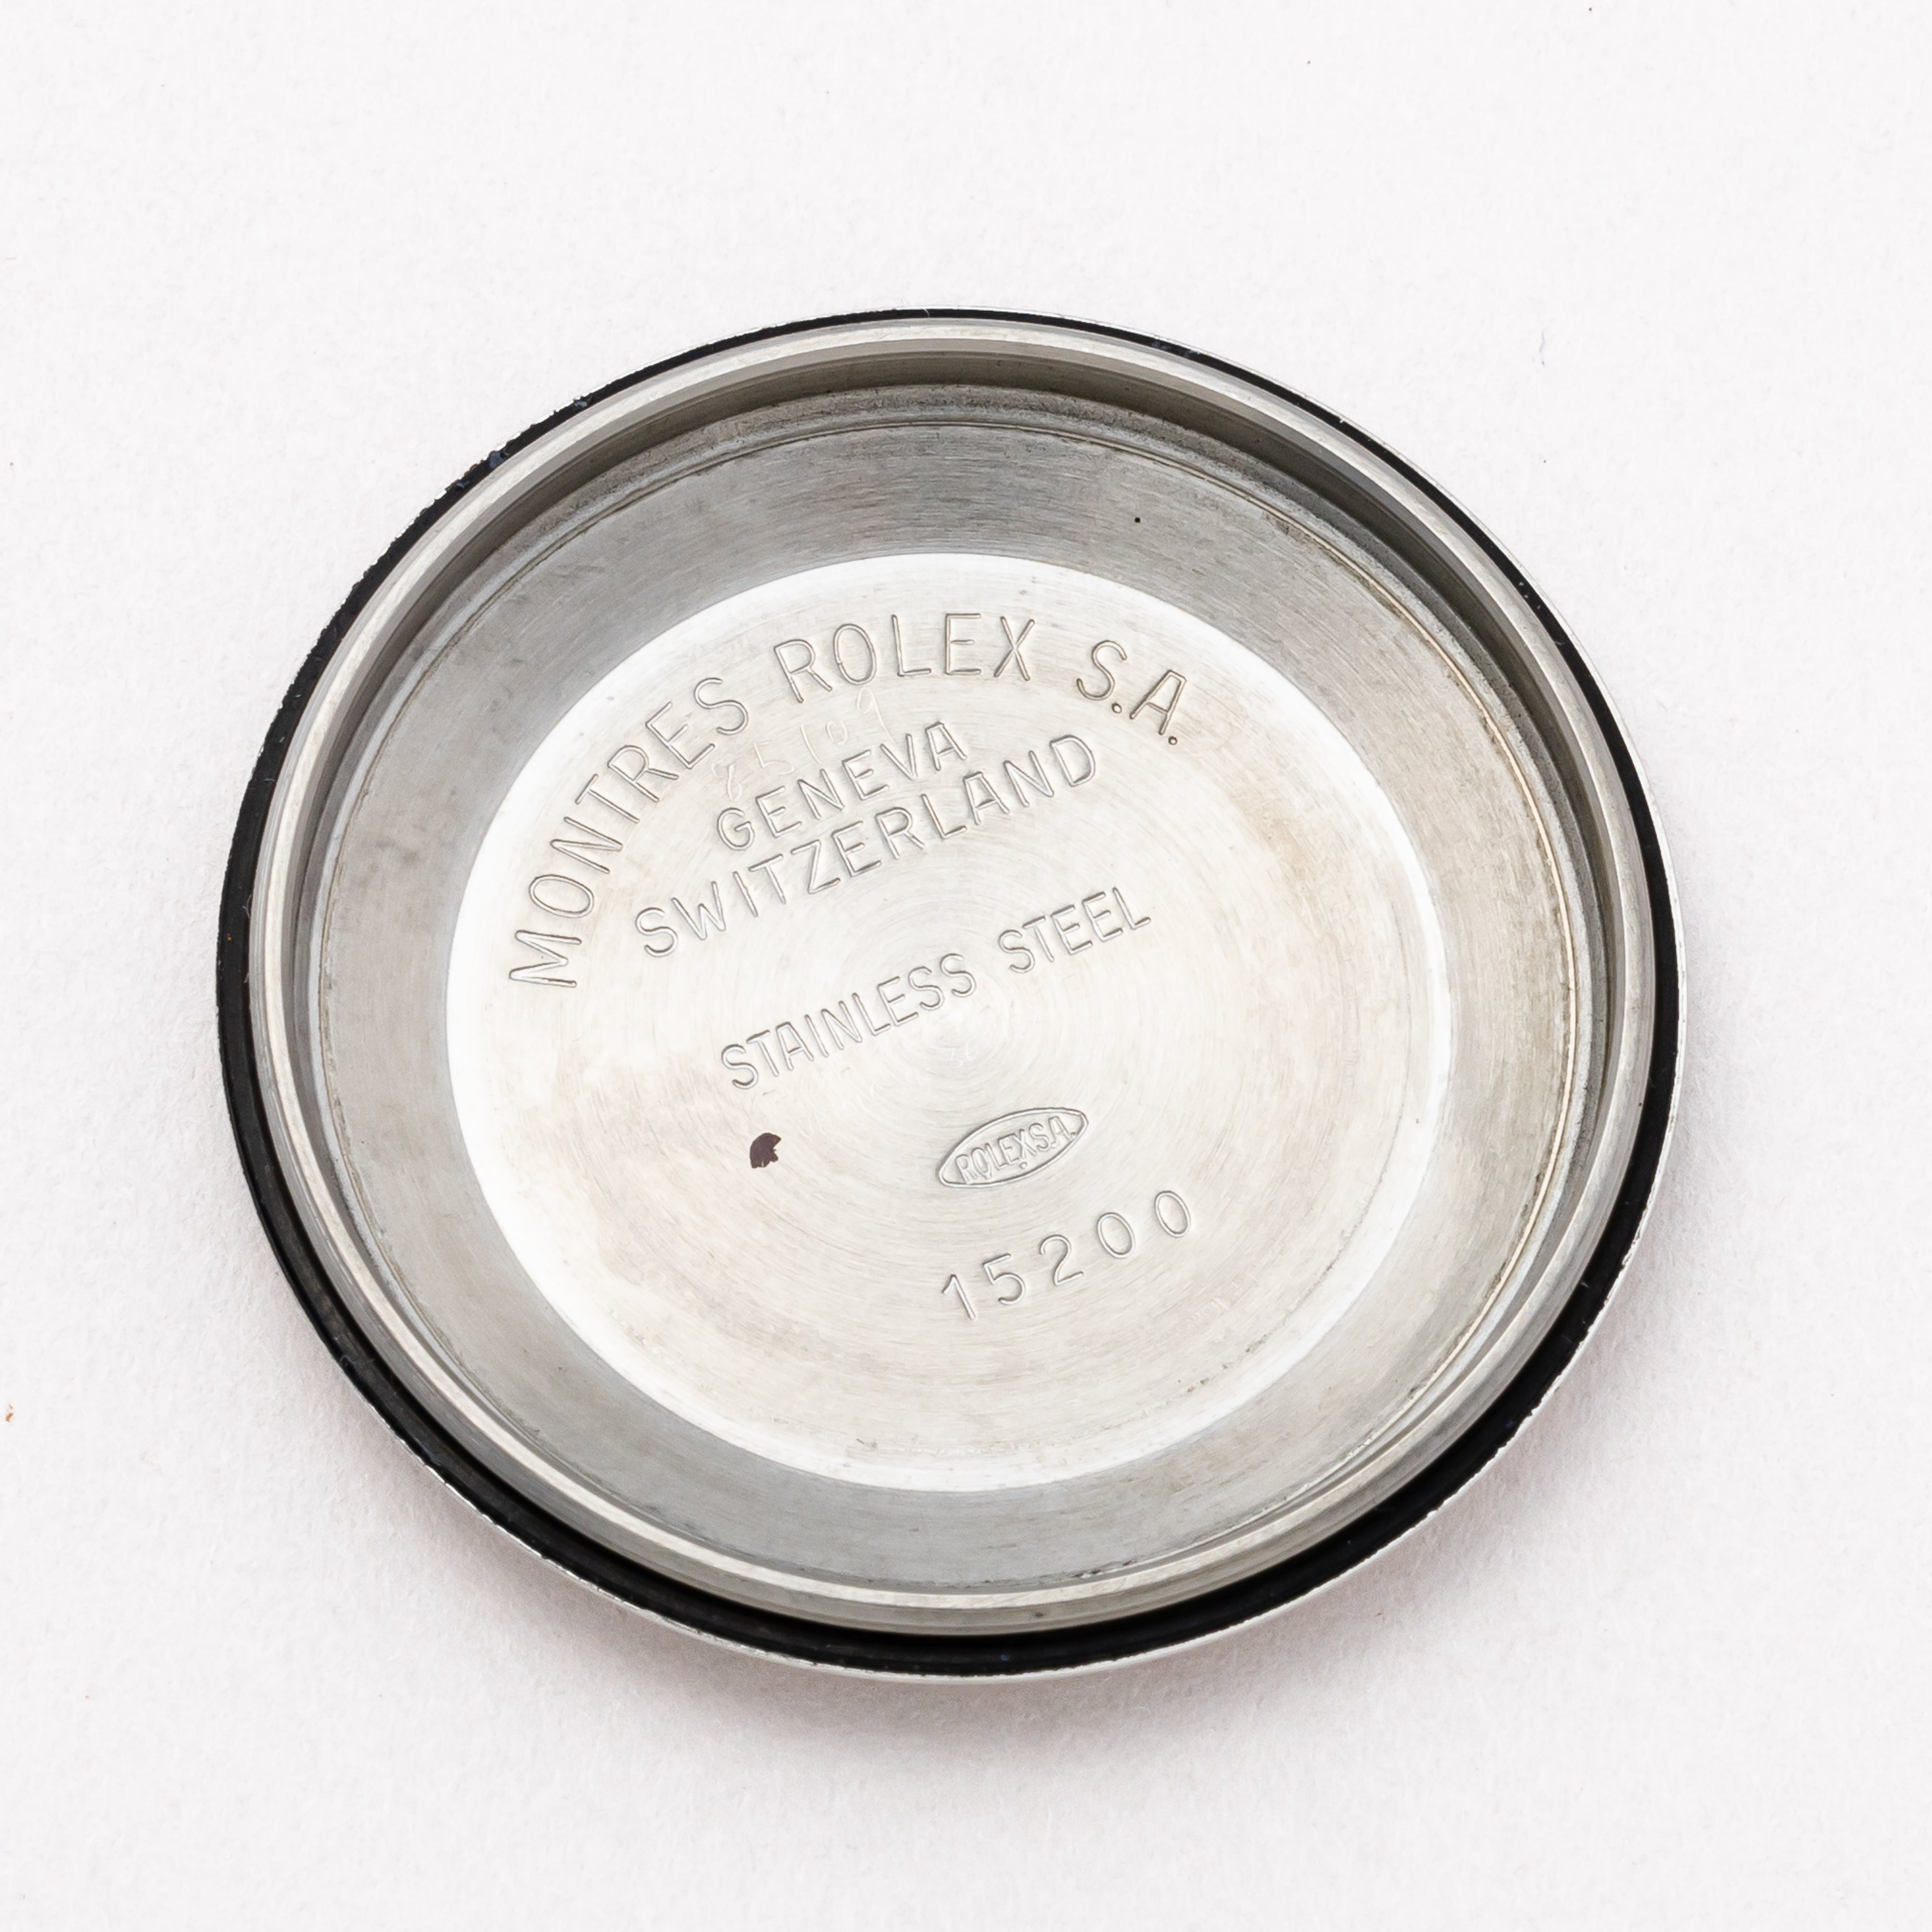 MONTRES ROLEX S.A.
GENEVA
SWITZERLAND
STAINLESS STEEL
ROLEX S.A.
15200